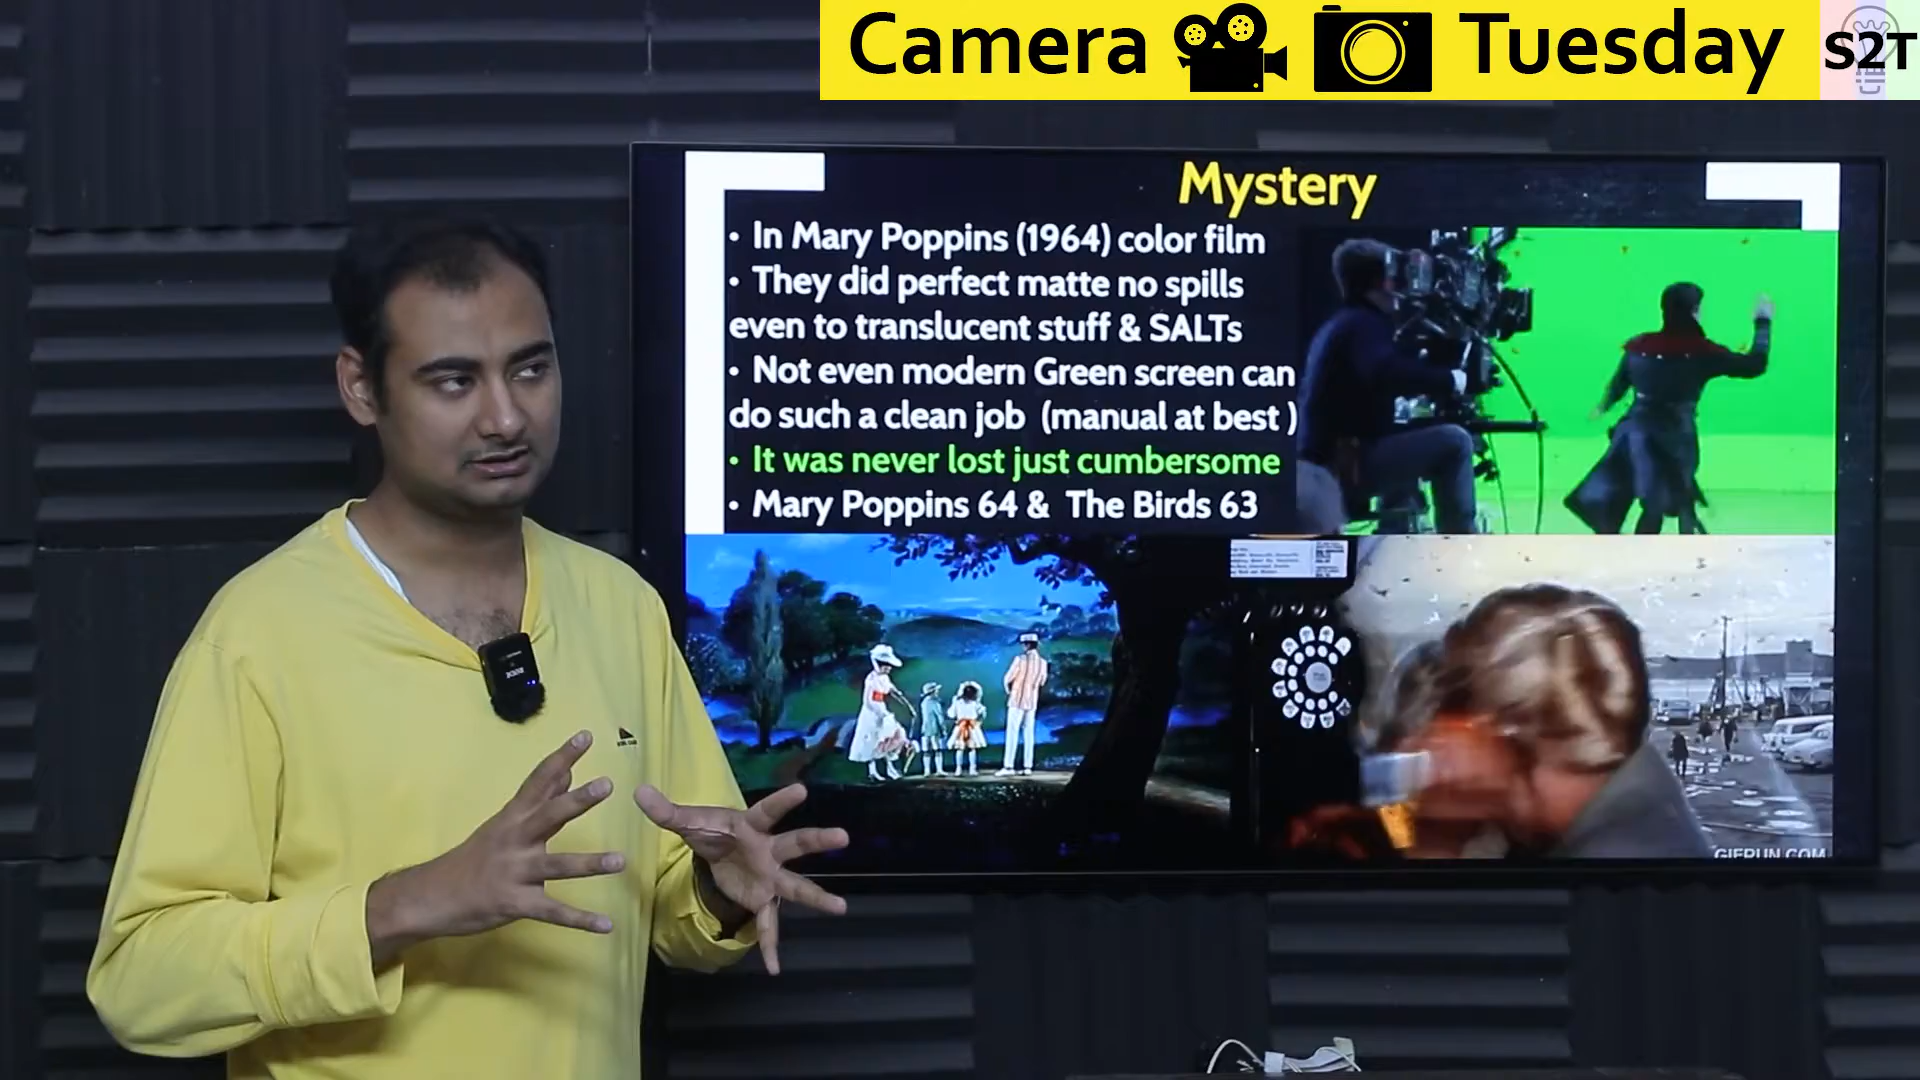 Camera Tuesday S2T
Mystery
• In Mary Poppins (1964) color film
• They did perfect matte no spills
even to translucent stuff & SALTs
• Not even modern Green screen can
do such a clean job (manual at best )
• It was never lost just cumbersome
• Mary Poppins 64 & The Birds 63
GIFRUN.COM